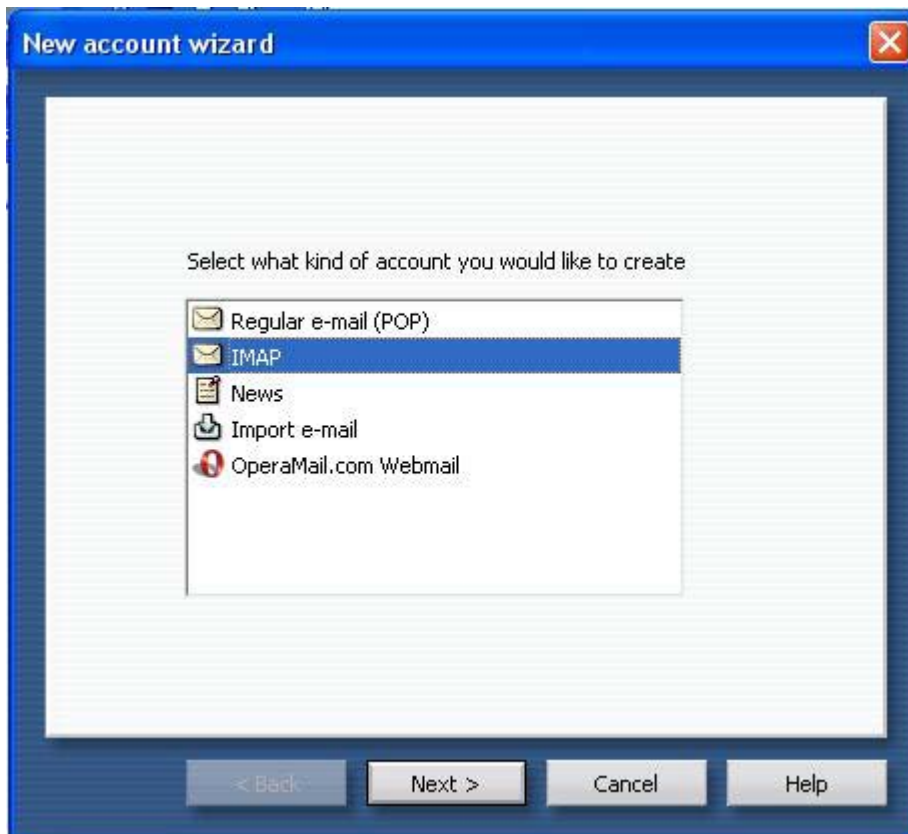 New account wizard
Select what kind of account you would like to create
Regular e-mail (POP)
IMAP
News
Import e-mail
OperaMail.com Webmail
< Back Next > Cancel Help